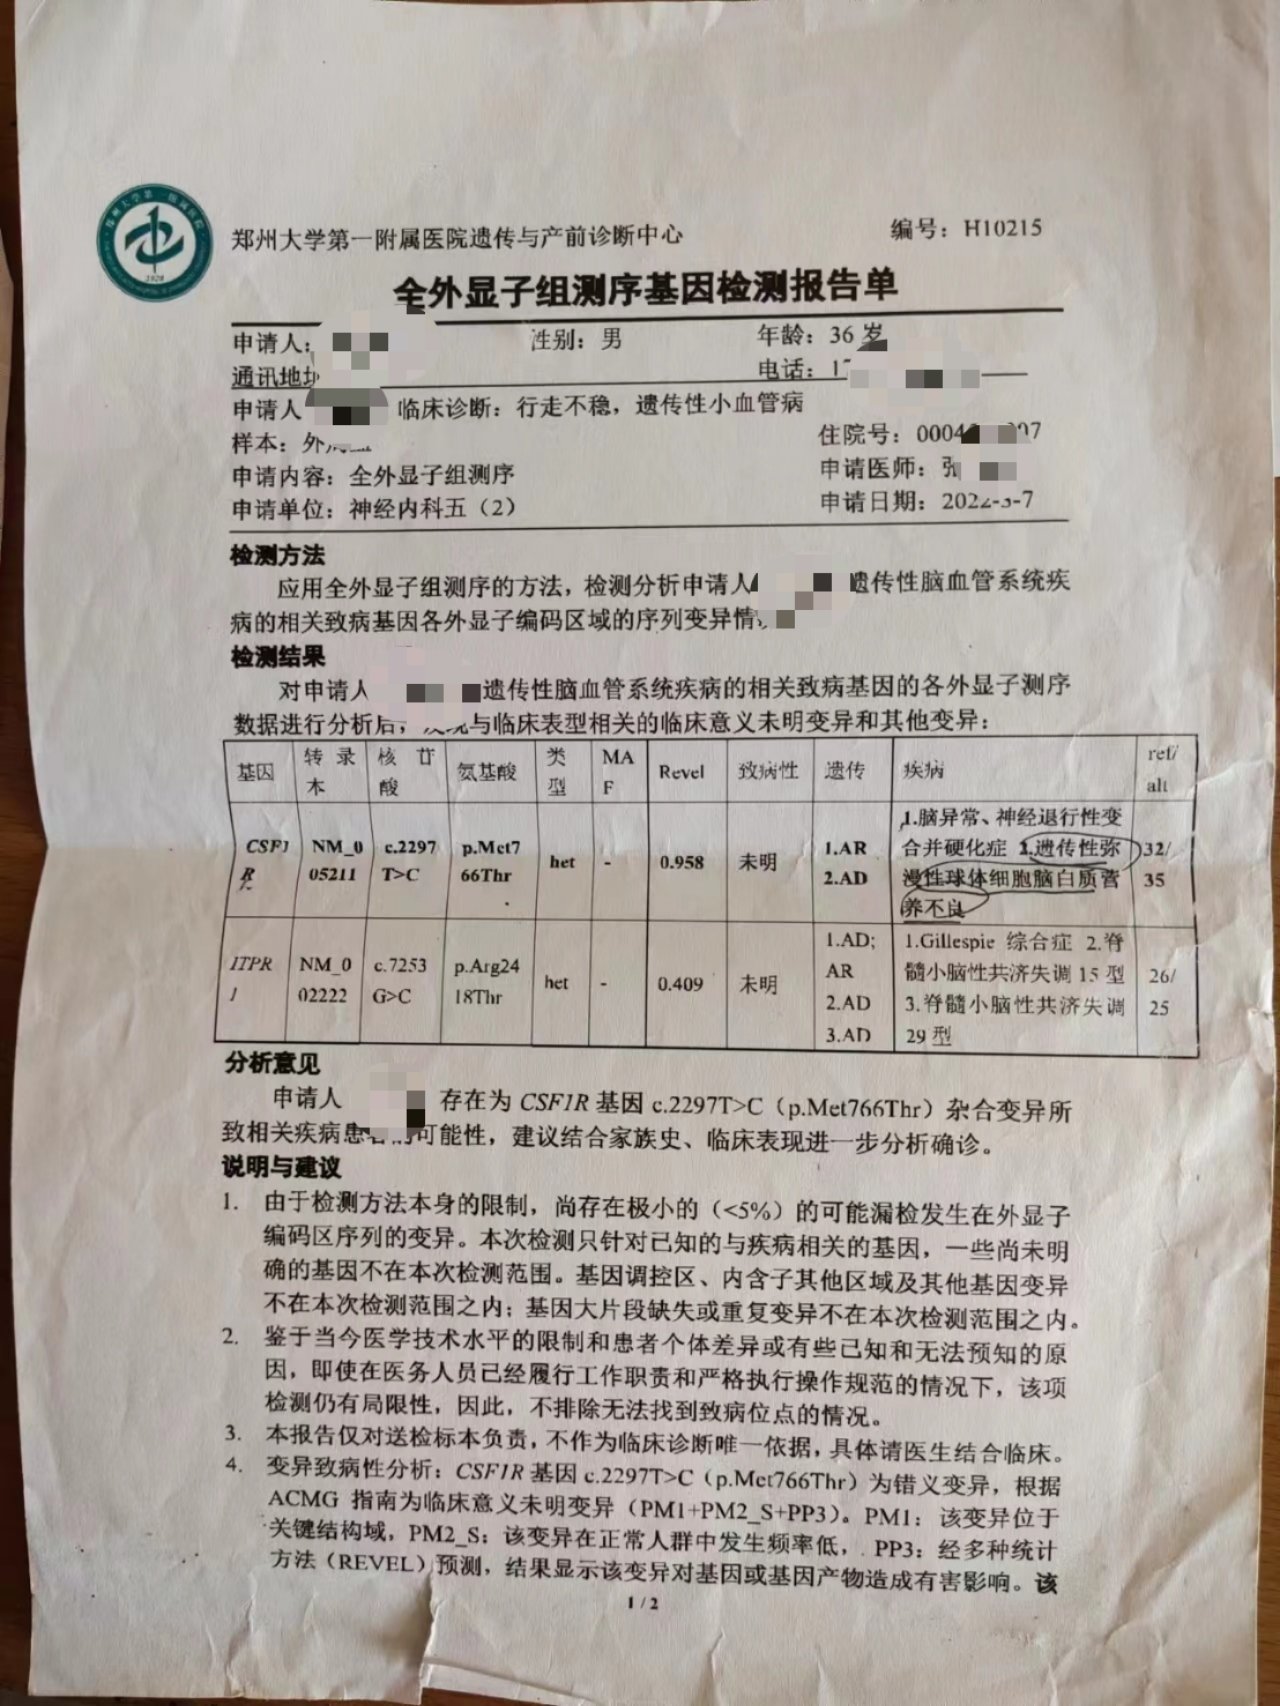 郑州大学第一附属医院遗传与产前诊断中心
编号：H10215
全外显子组测序基因检测报告单
申请人： 性别：男 年龄：36 岁
通讯地址 电话：17
申请人 临床诊断：行走不稳，遗传性小血管病
样本：外周血 住院号：0004
申请内容：全外显子组测序 申请医师：张
申请单位：神经内科五（2） 申请日期：2022-3-7
检测方法
应用全外显子组测序的方法，检测分析申请人 遗传性脑血管系统疾
病的相关致病基因各外显子编码区域的序列变异情
检测结果
对申请人 遗传性脑血管系统疾病的相关致病基因的各外显子测序
数据进行分析后，发现与临床表型相关的临床意义未明变异和其他变异：
基因 转录本 核苷酸 氨基酸 类型 MAF Revel 致病性 遗传 疾病 ref/alt
CSF1R NM_005211 c.2297T>C p.Met766Thr het - 0.958 未明 1.AR 2.AD 1.脑异常、神经退行性变合并硬化症 2.遗传性弥漫性球体细胞脑白质营养不良 32/35
ITPR1 NM_002222 c.7253G>C p.Arg2418Thr het - 0.409 未明 1.AD;AR 2.AD 3.AD 1.Gillespie 综合症 2.脊髓小脑性共济失调 15 型 3.脊髓小脑性共济失调 29 型 26/25
分析意见
申请人 存在为 CSF1R 基因 c.2297T>C（p.Met766Thr）杂合变异所
致相关疾病患者的可能性，建议结合家族史、临床表现进一步分析确诊。
说明与建议
1. 由于检测方法本身的限制，尚存在极小的（<5%）的可能漏检发生在外显子
编码区序列的变异。本次检测只针对已知的与疾病相关的基因，一些尚未明
确的基因不在本次检测范围。基因调控区、内含子其他区域及其他基因变异
不在本次检测范围之内；基因大片段缺失或重复变异不在本次检测范围之内。
2. 鉴于当今医学技术水平的限制和患者个体差异或有些已知和无法预知的原
因，即使在医务人员已经履行工作职责和严格执行操作规范的情况下，该项
检测仍有局限性，因此，不排除无法找到致病位点的情况。
3. 本报告仅对送检标本负责，不作为临床诊断唯一依据，具体请医生结合临床。
4. 变异致病性分析：CSF1R 基因 c.2297T>C（p.Met766Thr）为错义变异，根据
ACMG 指南为临床意义未明变异（PM1+PM2_S+PP3）。PM1：该变异位于
关键结构域，PM2_S：该变异在正常人群中发生频率低，PP3：经多种统计
方法（REVEL）预测，结果显示该变异对基因或基因产物造成有害影响。该
1 / 2